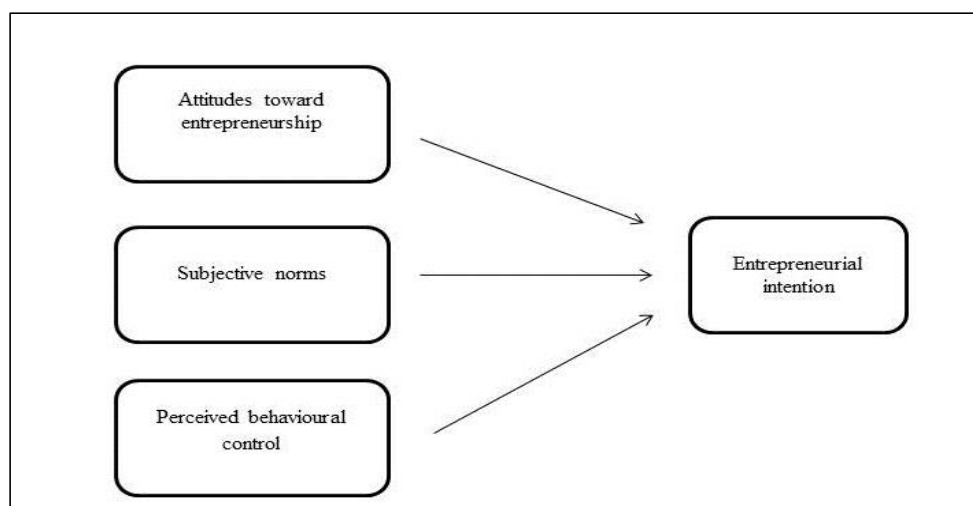 Attitudes toward
entrepreneurship
Subjective norms
Entrepreneurial
intention
Perceived behavioural
control